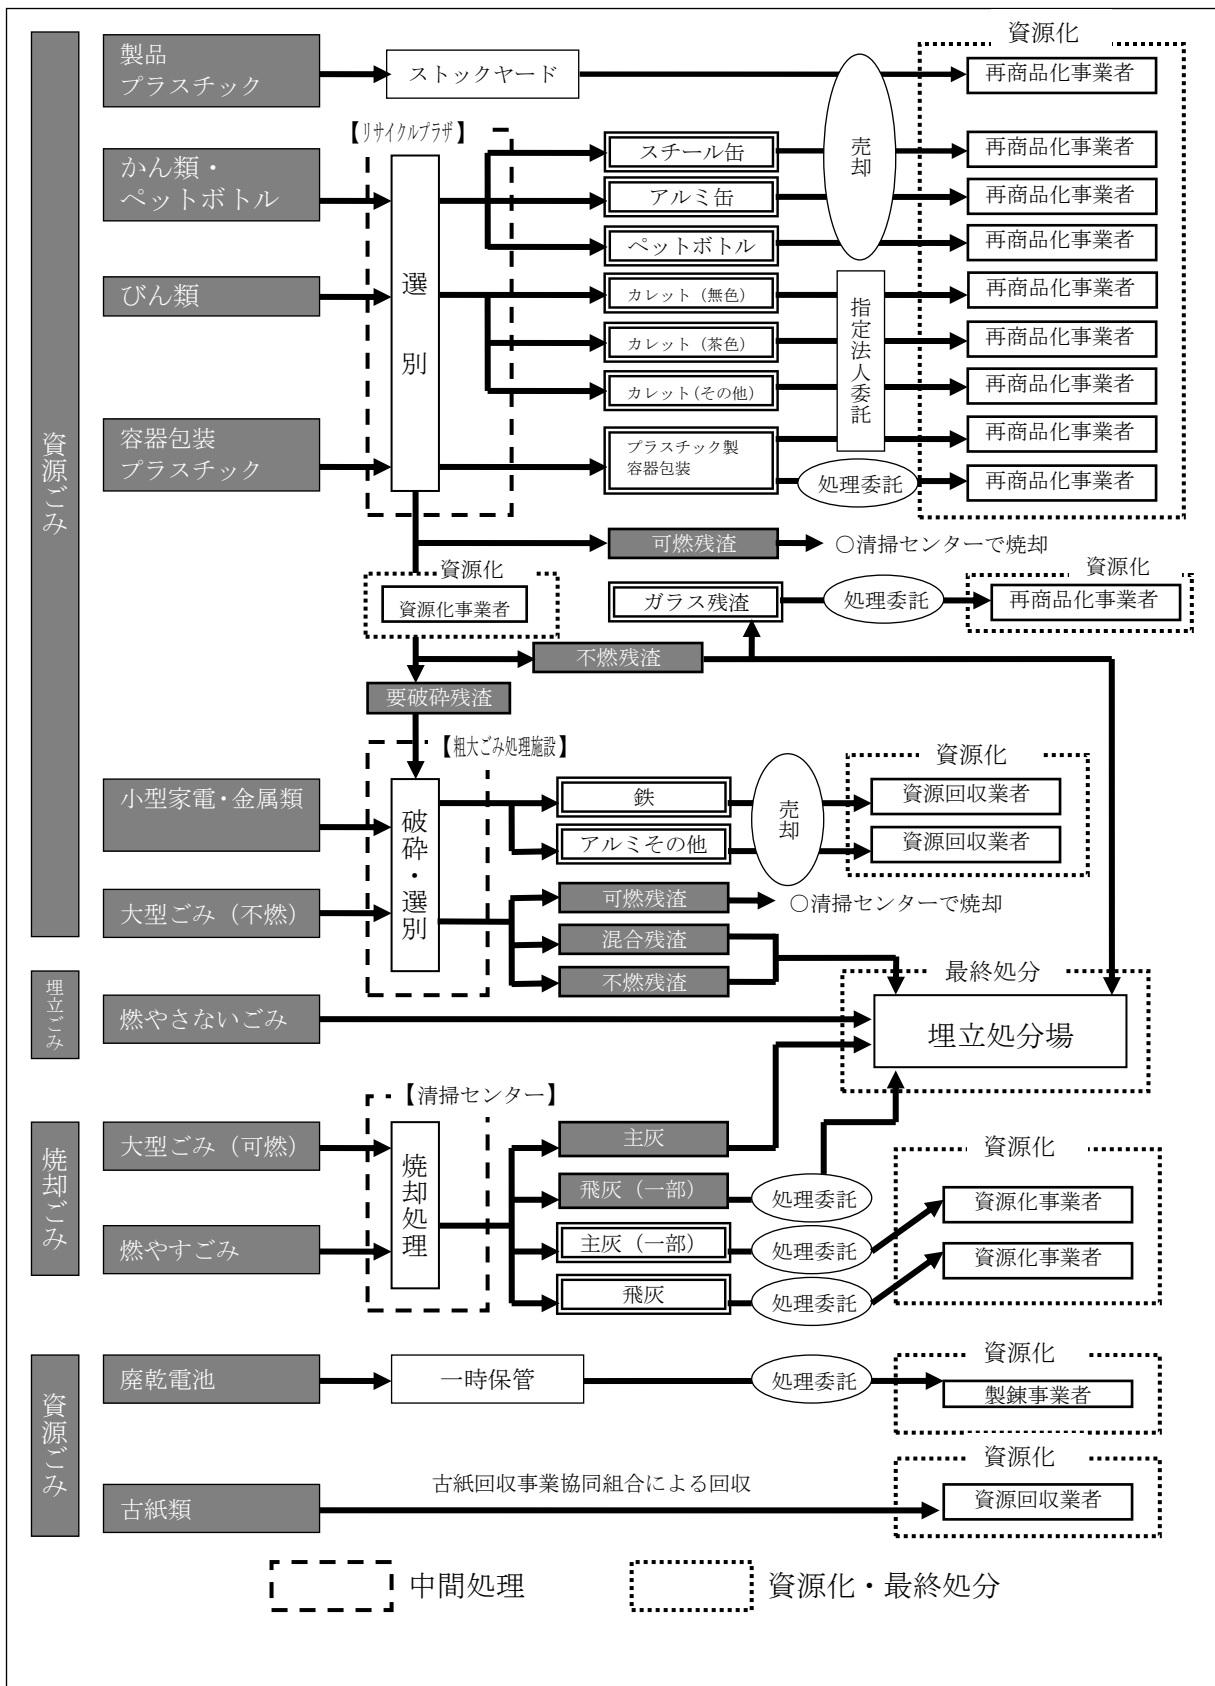 資源ごみ
製品
プラスチック
ストックヤード
売却
資源化
再商品化事業者
【リサイクルプラザ】
かん類・
ペットボトル
選別
スチール缶
再商品化事業者
アルミ缶
再商品化事業者
ペットボトル
再商品化事業者
びん類
カレット（無色）
指定法人委託
再商品化事業者
カレット（茶色）
再商品化事業者
カレット（その他）
再商品化事業者
容器包装
プラスチック
プラスチック製
容器包装
再商品化事業者
処理委託
再商品化事業者
可燃残渣
○清掃センターで焼却
資源化
資源化事業者
ガラス残渣
処理委託
資源化
再商品化事業者
不燃残渣
要破砕残渣
【粗大ごみ処理施設】
小型家電・金属類
破砕・選別
鉄
売却
資源化
資源回収業者
アルミその他
資源回収業者
大型ごみ（不燃）
可燃残渣
○清掃センターで焼却
混合残渣
不燃残渣
最終処分
埋立処分場
埋立ごみ
燃やさないごみ
【清掃センター】
焼却ごみ
大型ごみ（可燃）
焼却処理
主灰
飛灰（一部）
処理委託
資源化
資源化事業者
燃やすごみ
主灰（一部）
処理委託
資源化事業者
飛灰
処理委託
資源ごみ
廃乾電池
一時保管
処理委託
資源化
製錬事業者
古紙類
古紙回収事業協同組合による回収
資源化
資源回収業者
中間処理
資源化・最終処分